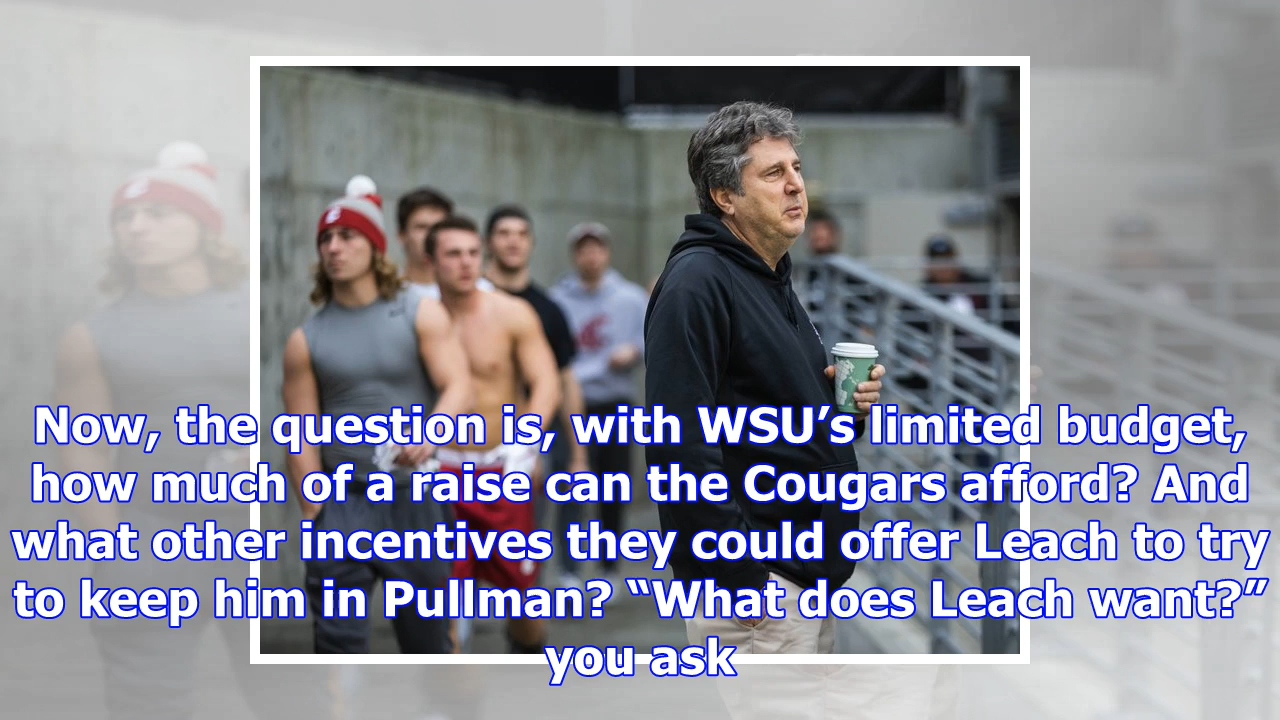 Now, the question is, with WSU’s limited budget,
how much of a raise can the Cougars afford? And
what other incentives they could offer Leach to try
to keep him in Pullman? “What does Leach want?”
you ask